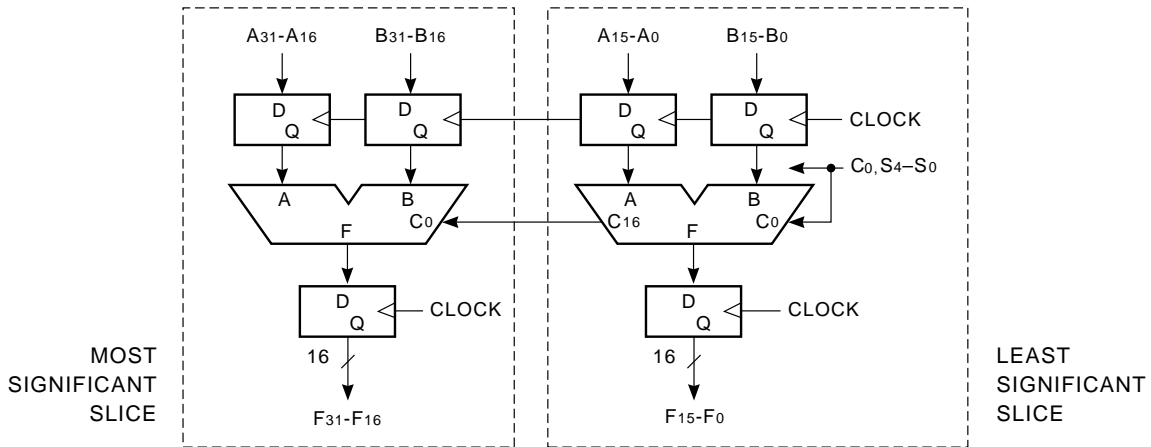 A31-A16 B31-B16 A15-A0 B15-B0
D D D D
Q Q Q Q CLOCK
C0, S4–S0
A B A B
C0 C16 C0
F F
D D
Q CLOCK Q CLOCK
16 16
MOST
SIGNIFICANT
SLICE
LEAST
SIGNIFICANT
SLICE
F31-F16 F15-F0